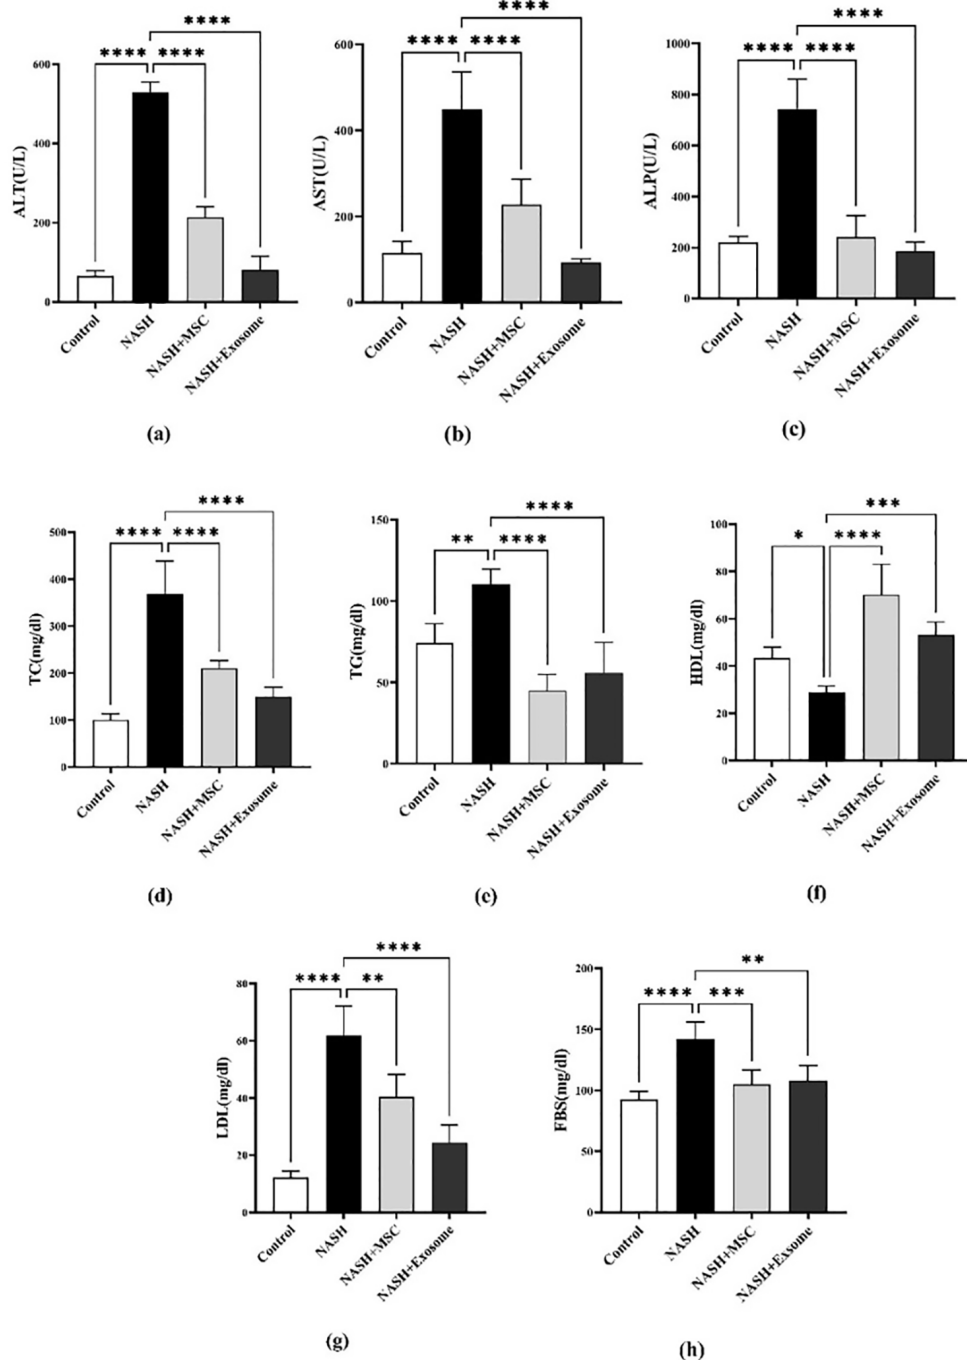 ****
**** ****
600
400
200
0
ALT(U/L)
Control
NASH
NASH+MSC
NASH+Exosome
(a)
****
**** ****
600
400
200
0
AST(U/L)
Control
NASH
NASH+MSC
NASH+Exosome
(b)
****
**** ****
1000
800
600
400
200
0
ALP(U/L)
Control
NASH
NASH+MSC
NASH+Exosome
(c)
****
**** ****
500
400
300
200
100
0
TC(mg/dl)
Control
NASH
NASH+MSC
NASH+Exosome
(d)
****
** ****
150
100
50
0
TG(mg/dl)
Control
NASH
NASH+MSC
NASH+Exosome
(e)
***
* ****
100
80
60
40
20
0
HDL(mg/dl)
Control
NASH
NASH+MSC
NASH+Exosome
(f)
****
**** **
80
60
40
20
0
LDL(mg/dl)
Control
NASH
NASH+MSC
NASH+Exosome
(g)
**
**** ***
200
150
100
50
0
FBS(mg/dl)
Control
NASH
NASH+MSC
NASH+Exsome
(h)